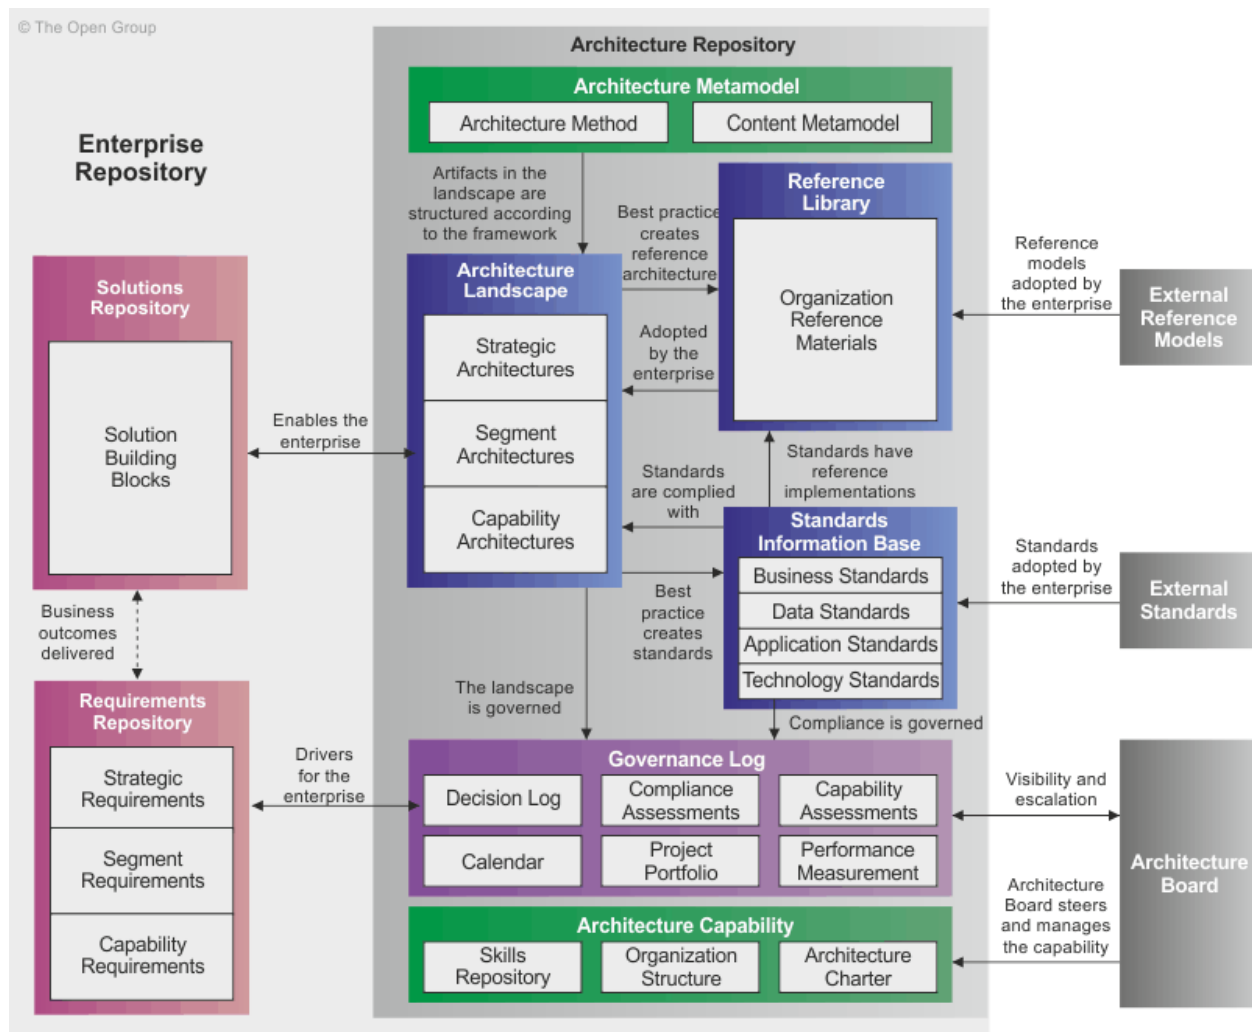 © The Open Group
Architecture Repository
Architecture Metamodel
Architecture Method
Content Metamodel
Enterprise
Repository
Artifacts in the
landscape are
structured according
to the framework
Best practice
creates
reference
architecture
Reference
Library
Organization
Reference
Materials
Reference
models
adopted by
the enterprise
External
Reference
Models
Solutions
Repository
Solution
Building
Blocks
Enables the
enterprise
Architecture
Landscape
Strategic
Architectures
Segment
Architectures
Capability
Architectures
Adopted
by the
enterprise
Standards
are complied
with
Standards have
reference
implementations
Standards
Information Base
Business Standards
Data Standards
Application Standards
Technology Standards
Standards
adopted by
the enterprise
External
Standards
Best
practice
creates
standards
Business
outcomes
delivered
The landscape
is governed
Compliance is governed
Requirements
Repository
Strategic
Requirements
Segment
Requirements
Capability
Requirements
Drivers
for the
enterprise
Governance Log
Decision Log
Compliance
Assessments
Capability
Assessments
Calendar
Project
Portfolio
Performance
Measurement
Visibility and
escalation
Architecture
Board
Architecture
Board steers
and manages
the capability
Architecture Capability
Skills
Repository
Organization
Structure
Architecture
Charter